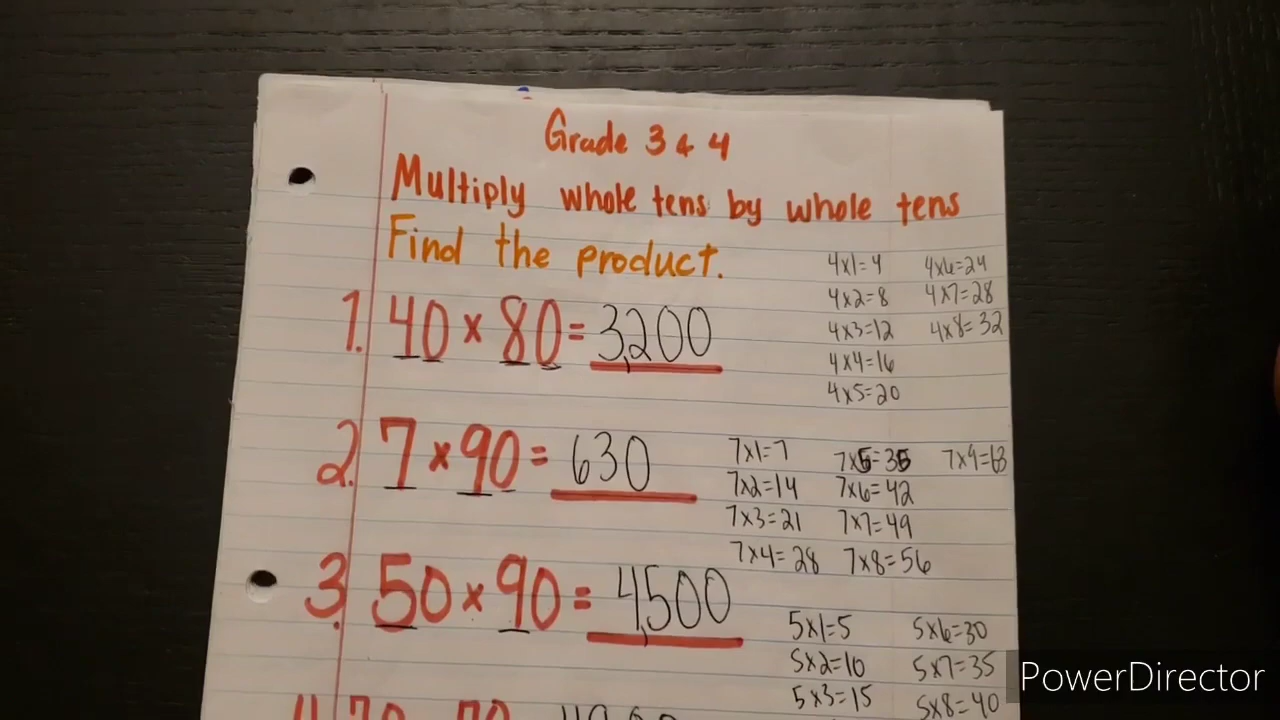 Grade 3 & 4
Multiply whole tens by whole tens
Find the product.
4x1=4 4x6=24
4x2=8 4x7=28
4x3=12 4x8=32
4x4=16
4x5=20
1. 40 x 80 = 3,200
2. 7 x 90 = 630
7x1=7 7x5=35 7x9=63
7x2=14 7x6=42
7x3=21 7x7=49
7x4=28 7x8=56
3. 50 x 90 = 4,500
5x1=5 5x6=30
5x2=10 5x7=35
5x3=15 5x8=40
PowerDirector